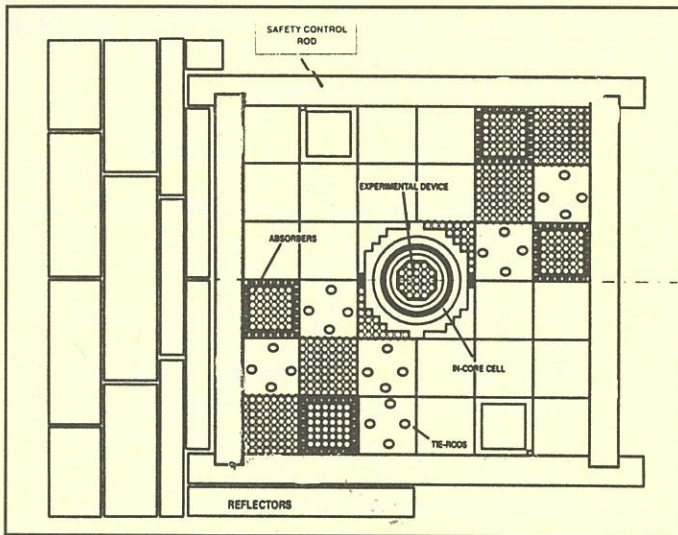 SAFETY CONTROL
ROD
EXPERIMENTAL DEVICE
ABSORBERS
IN-CORE CELL
TIE-RODS
REFLECTORS